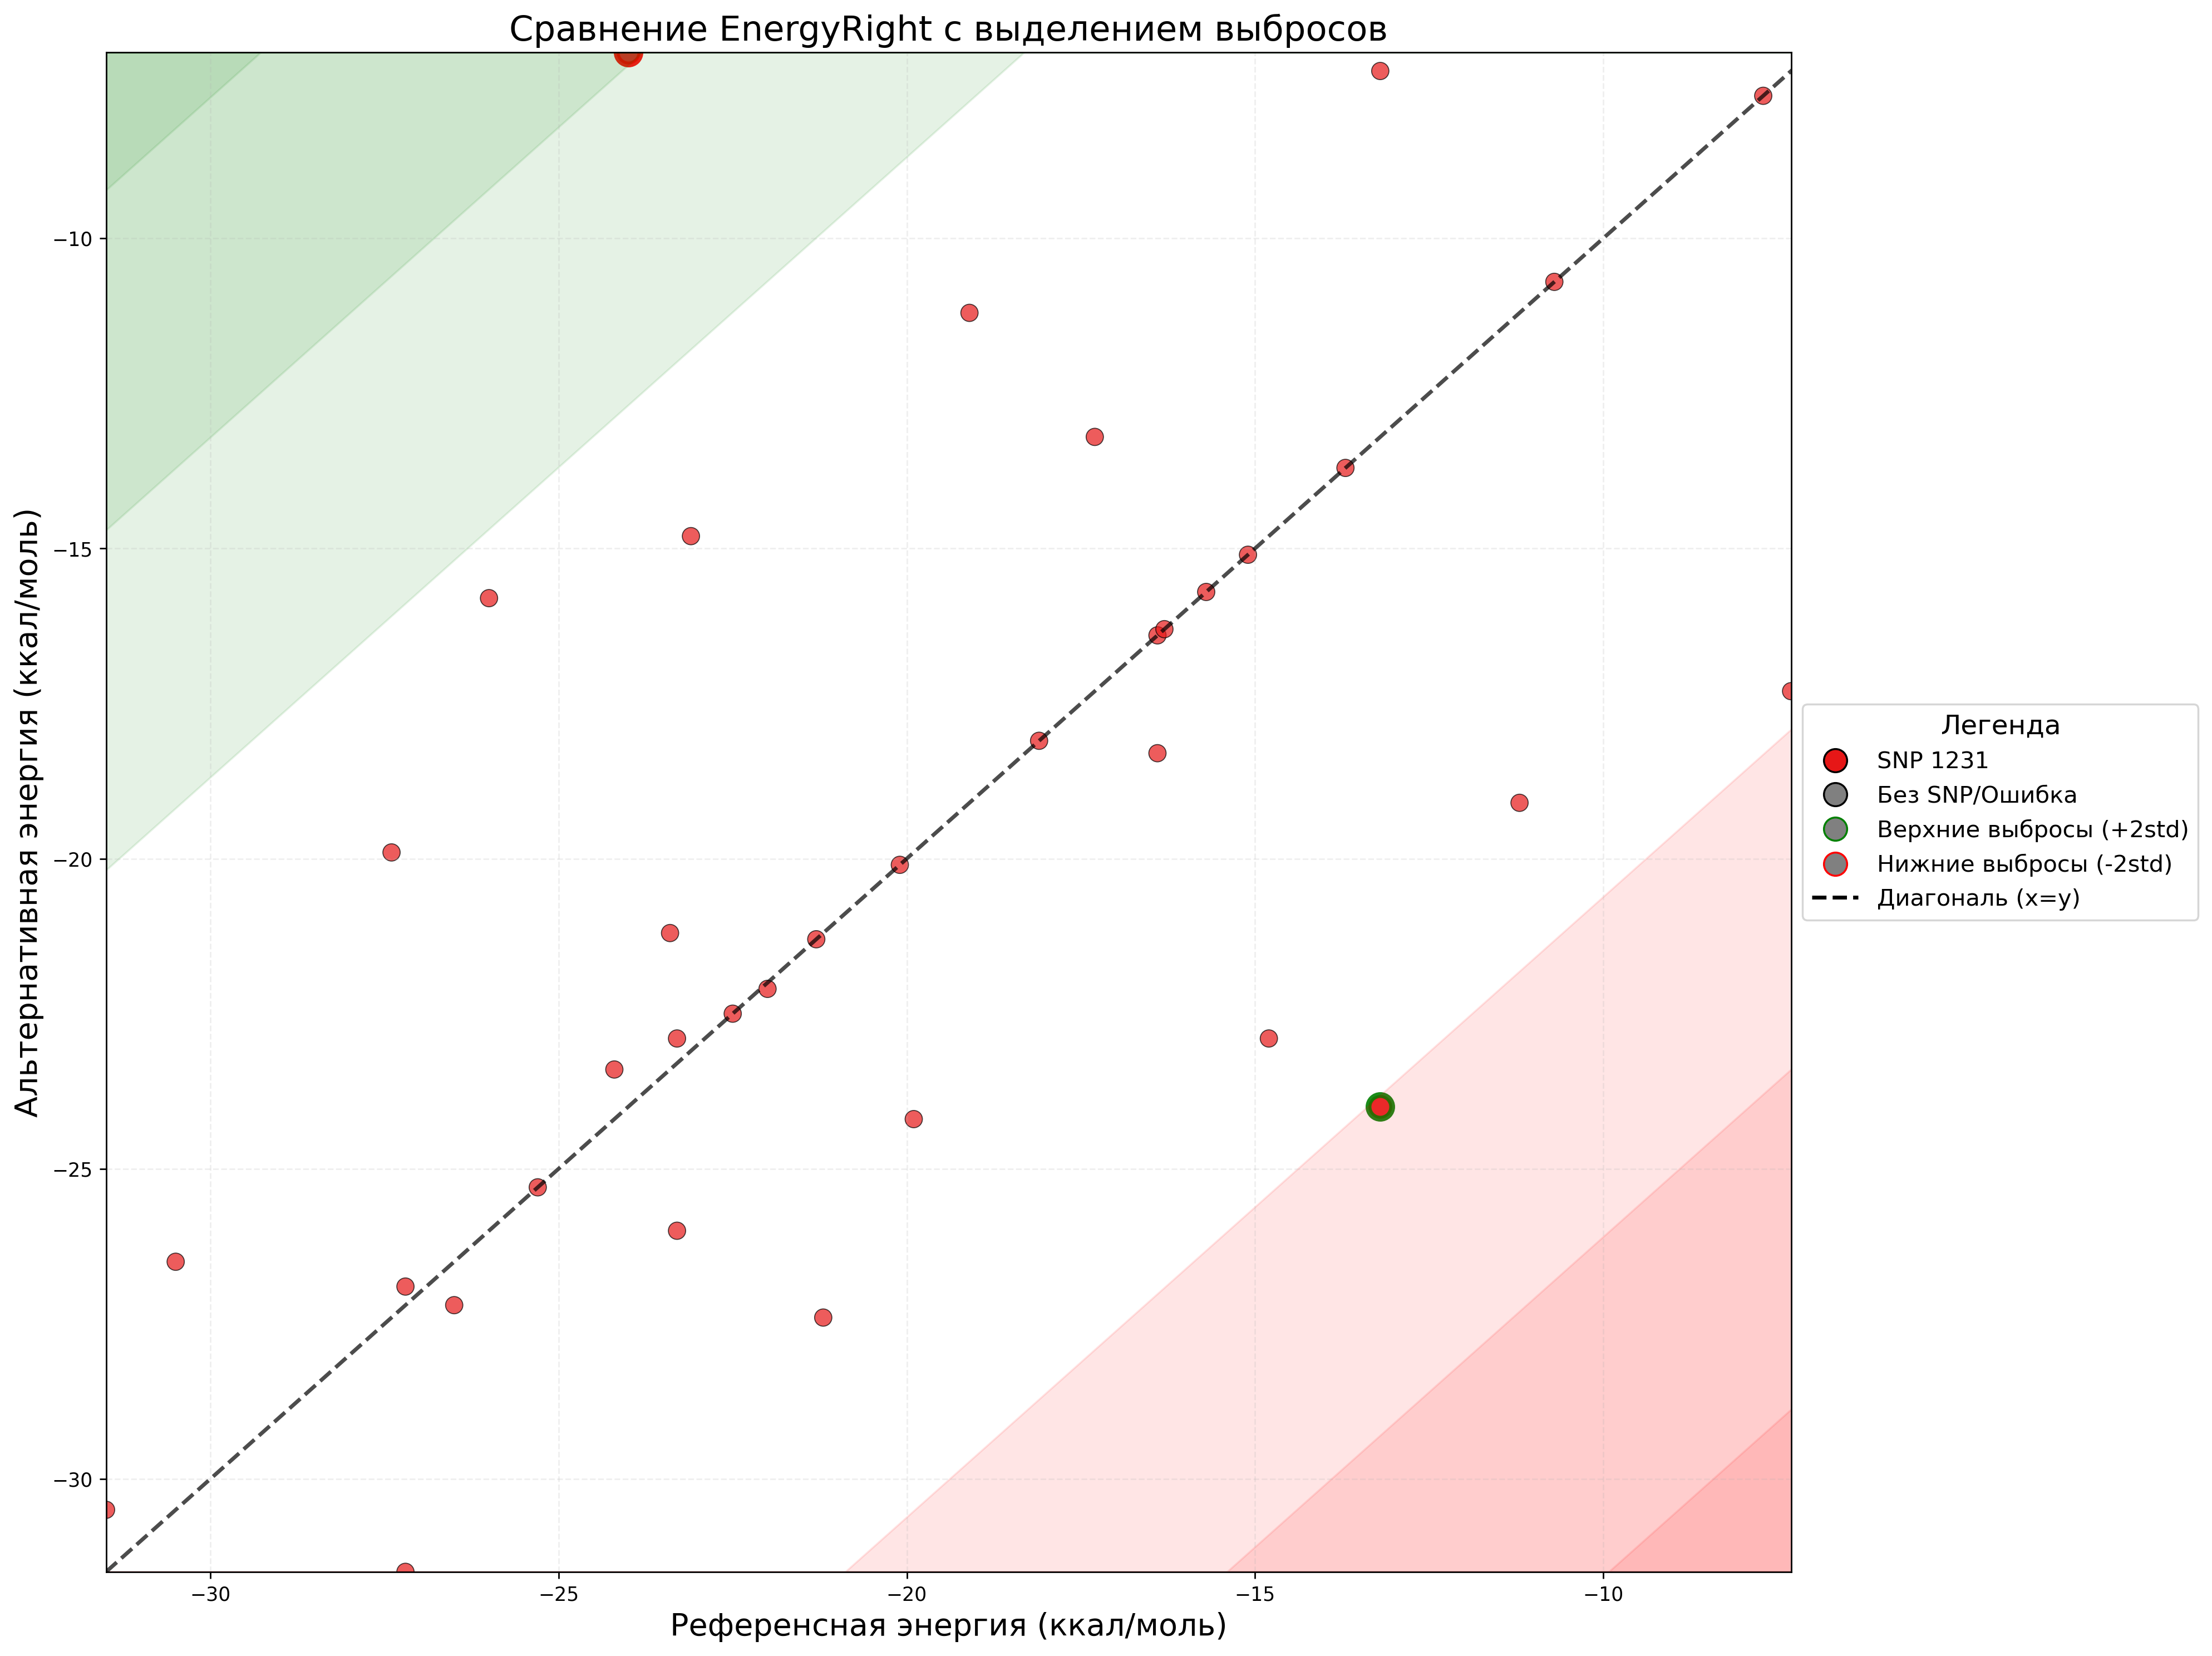 Сравнение EnergyRight с выделением выбросов
Альтернативная энергия (ккал/моль)
−10
−15
−20
−25
−30
−30
−25
−20
−15
−10
Референсная энергия (ккал/моль)
Легенда
SNP 1231
Без SNP/Ошибка
Верхние выбросы (+2std)
Нижние выбросы (-2std)
Диагональ (x=y)